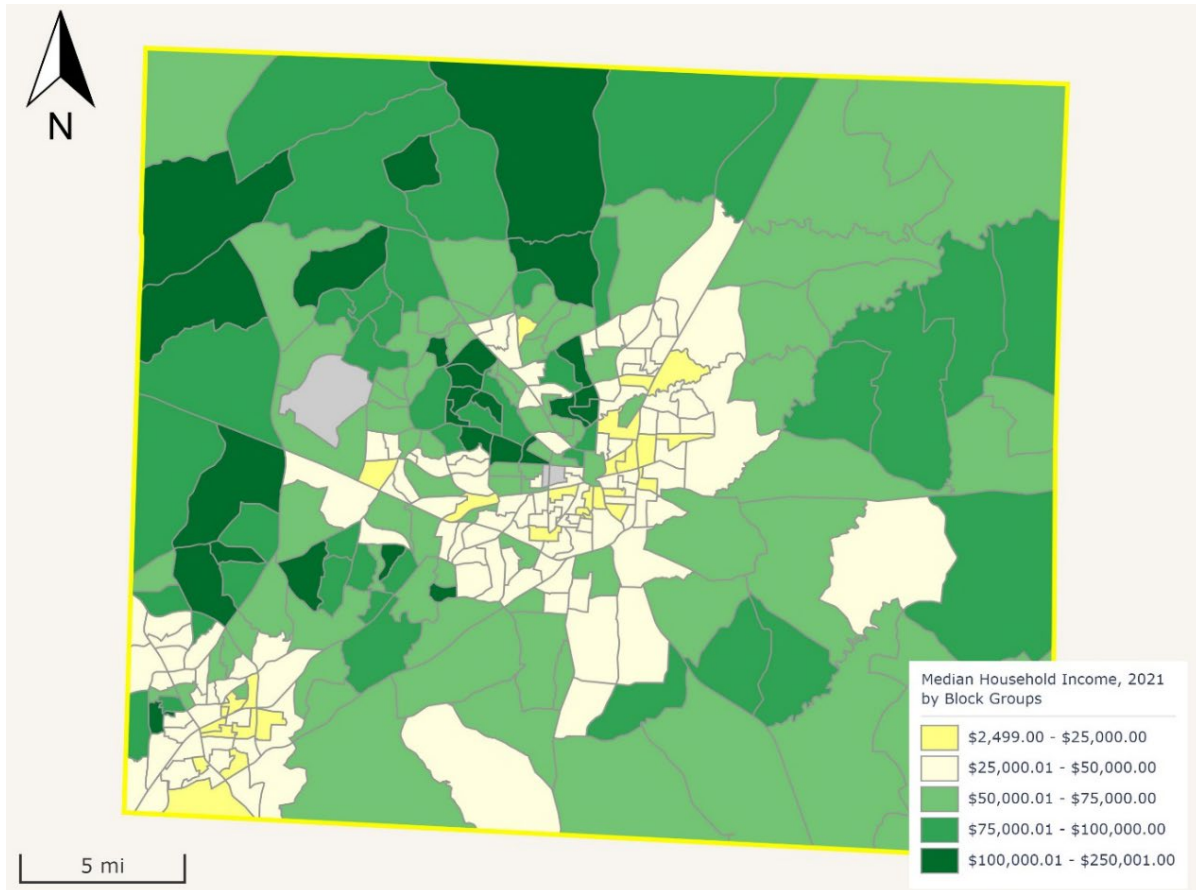 N
Median Household Income, 2021
by Block Groups
$2,499.00 - $25,000.00
$25,000.01 - $50,000.00
$50,000.01 - $75,000.00
$75,000.01 - $100,000.00
$100,000.01 - $250,001.00
5 mi